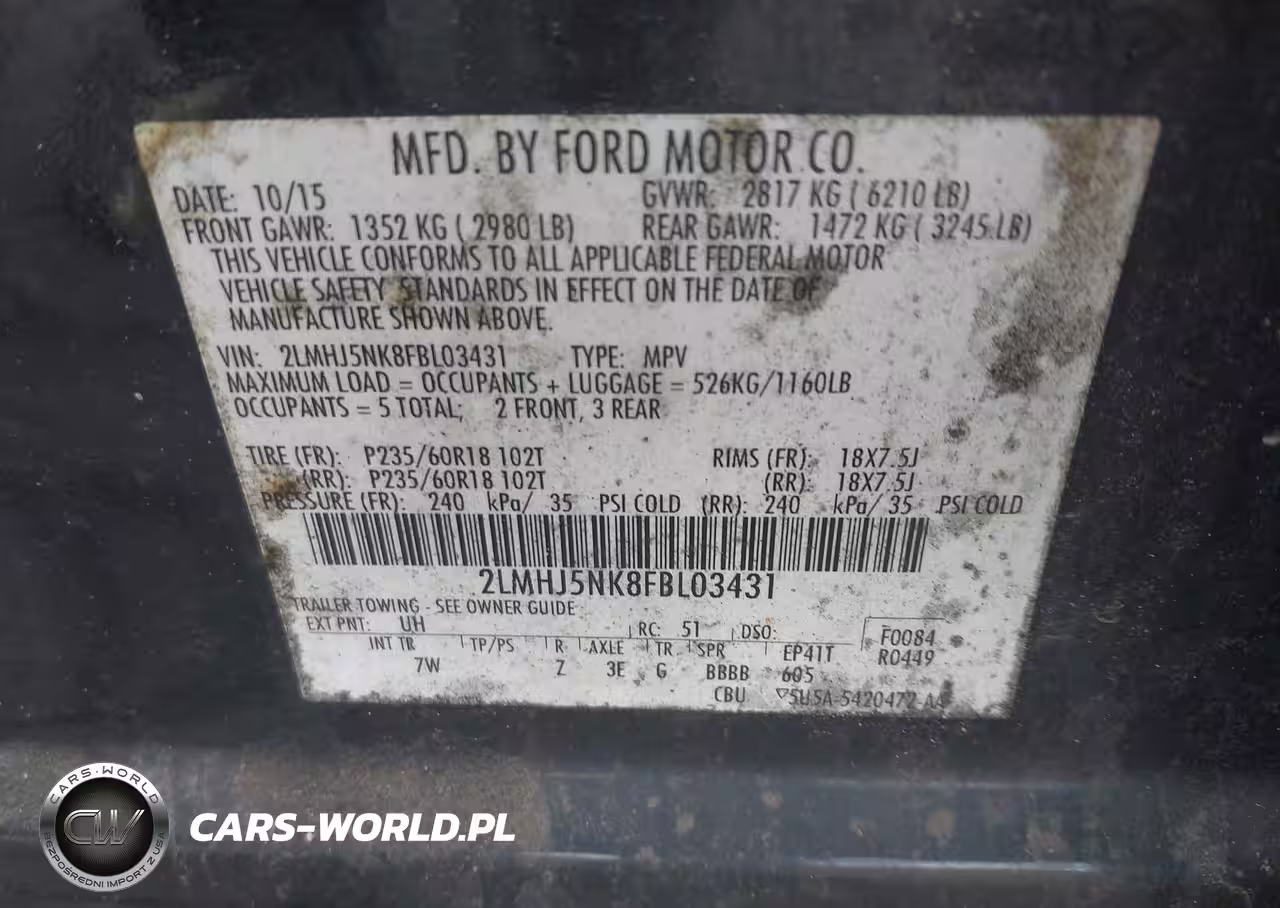 MFD. BY FORD MOTOR CO.
DATE: 10/15 GVWR: 2817 KG ( 6210 LB)
FRONT GAWR: 1352 KG ( 2980 LB) REAR GAWR: 1472 KG ( 3245 LB)
THIS VEHICLE CONFORMS TO ALL APPLICABLE FEDERAL MOTOR
VEHICLE SAFETY STANDARDS IN EFFECT ON THE DATE OF
MANUFACTURE SHOWN ABOVE.
VIN: 2LMHJ5NK8FBL03431 TYPE: MPV
MAXIMUM LOAD = OCCUPANTS + LUGGAGE = 526KG/1160LB
OCCUPANTS = 5 TOTAL; 2 FRONT, 3 REAR
TIRE (FR): P235/60R18 102T RIMS (FR): 18X7.5J
(RR): P235/60R18 102T (RR): 18X7.5J
PRESSURE (FR): 240 kPa/ 35 PSI COLD (RR): 240 kPa/ 35 PSI COLD
2LMHJ5NK8FBL03431
TRAILER TOWING - SEE OWNER GUIDE
EXT PNT: UH RC: 51 DSO: F0084
INT TR TP/PS R AXLE TR SPR EP41T R0449
7W Z 3E G BBBB 605
CBU ▽5U5A-5420472-AA
CARS-WORLD
CW
BEZPOŚREDNI IMPORT Z USA
CARS-WORLD.PL